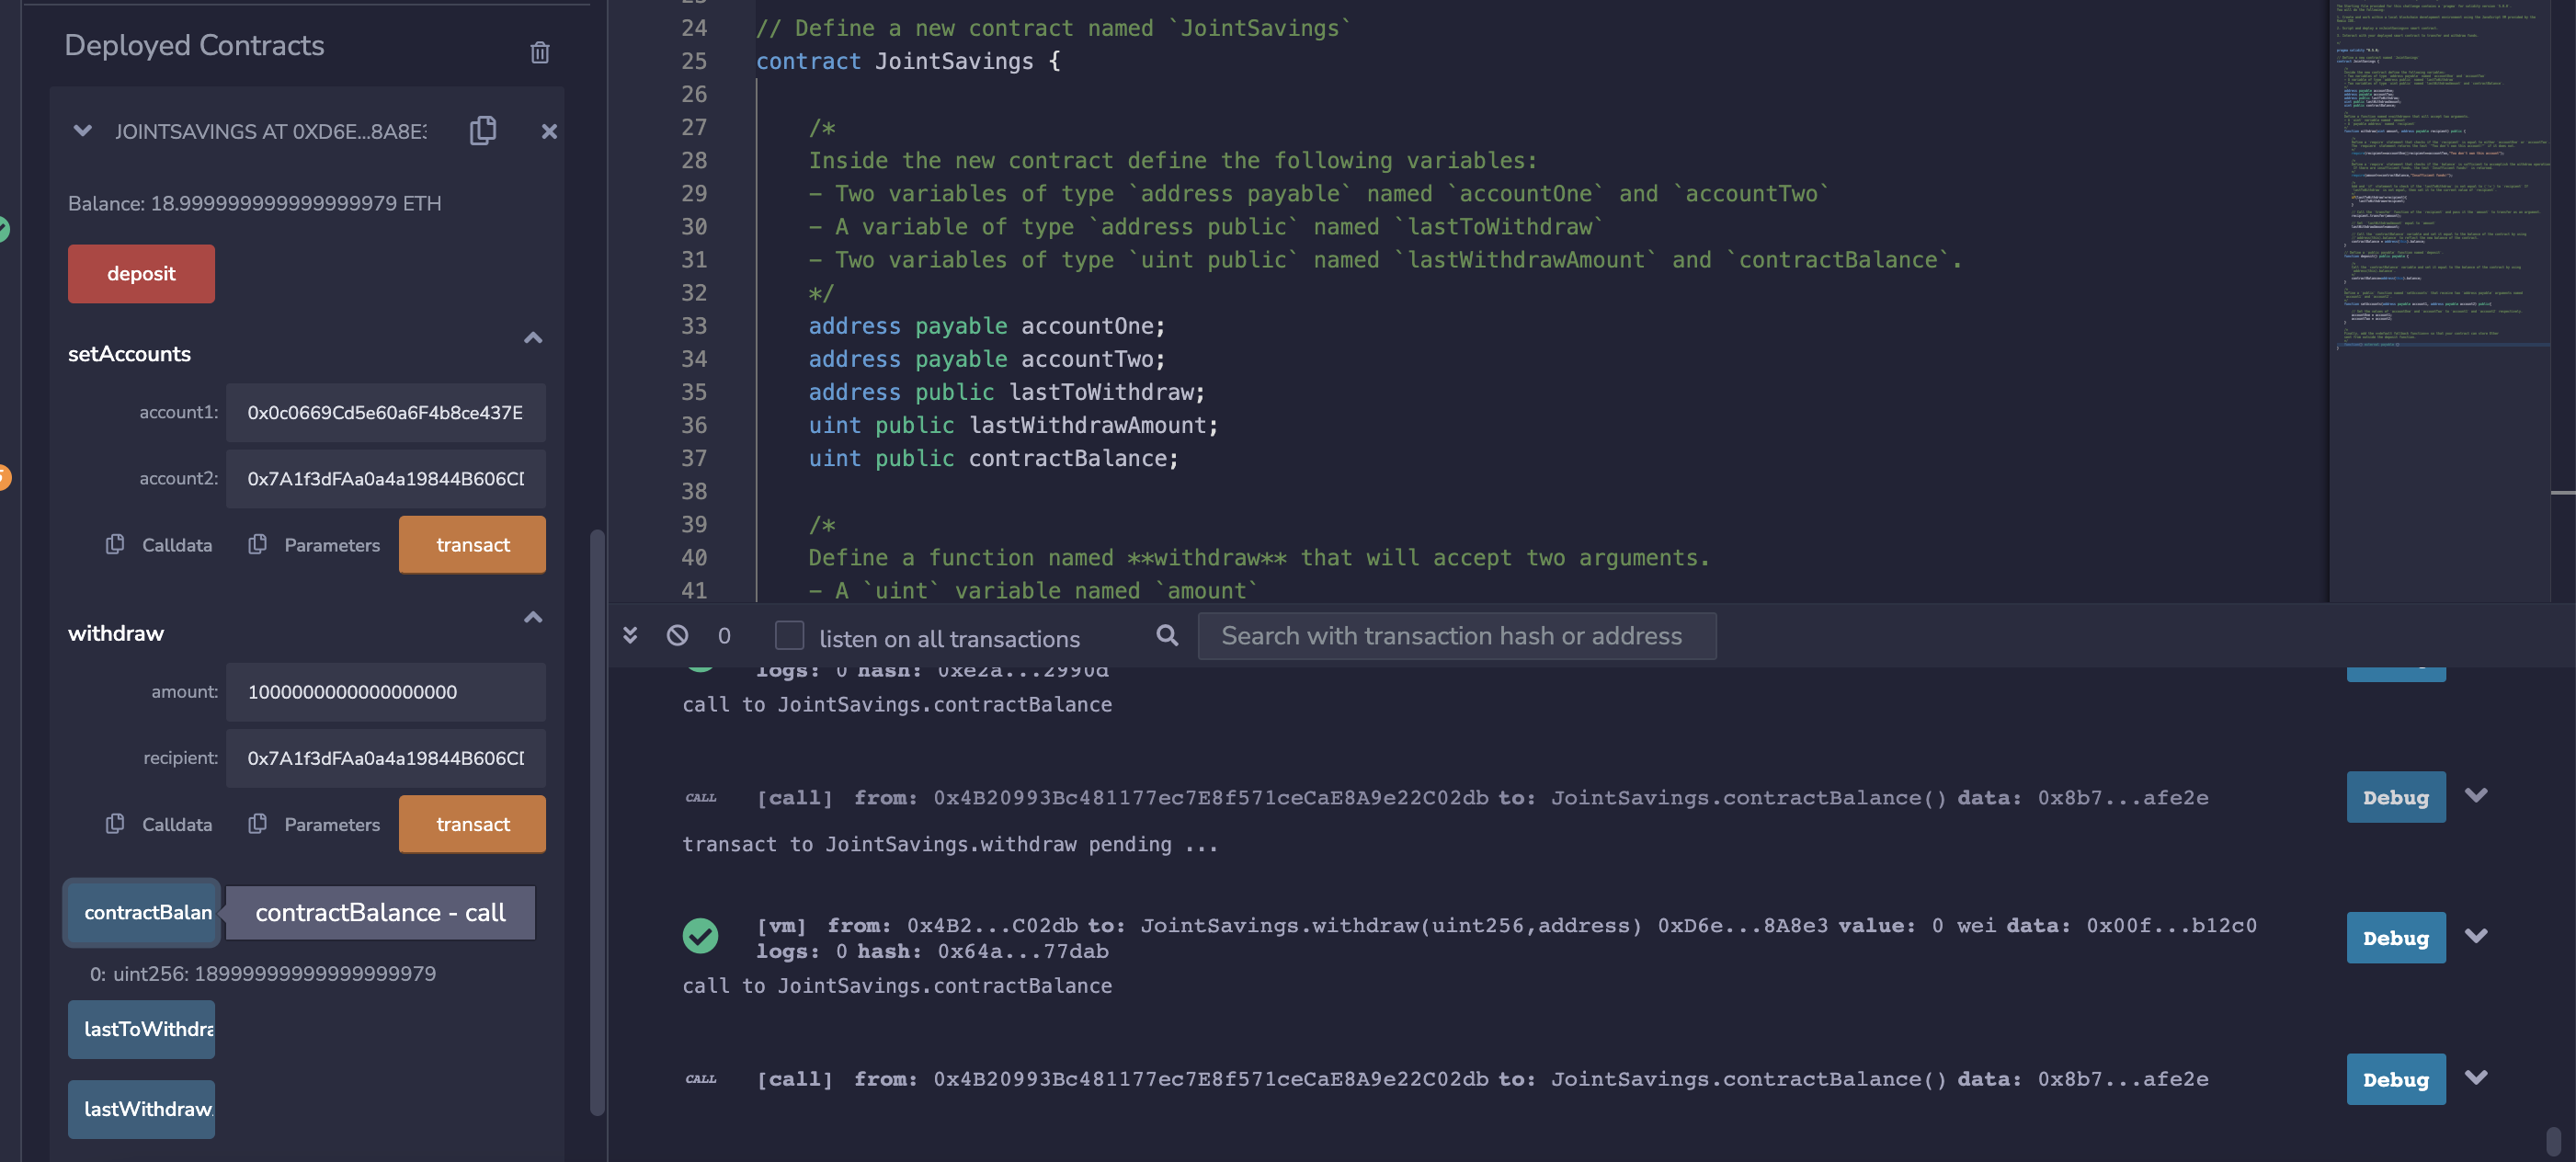 Deployed Contracts
JOINTSAVINGS AT 0XD6E...8A8E3
Balance: 18.999999999999999979 ETH
deposit
setAccounts
account1: 0x0c0669Cd5e60a6F4b8ce437E
account2: 0x7A1f3dFAa0a4a19844B606CD
Calldata Parameters transact
withdraw
amount: 1000000000000000000
recipient: 0x7A1f3dFAa0a4a19844B606CD
Calldata Parameters transact
contractBalan contractBalance - call
0: uint256: 18999999999999999979
lastToWithdra
lastWithdraw
24 // Define a new contract named `JointSavings`
25 contract JointSavings {
26
27 /*
28 Inside the new contract define the following variables:
29 - Two variables of type `address payable` named `accountOne` and `accountTwo`
30 - A variable of type `address public` named `lastToWithdraw`
31 - Two variables of type `uint public` named `lastWithdrawAmount` and `contractBalance`.
32 */
33 address payable accountOne;
34 address payable accountTwo;
35 address public lastToWithdraw;
36 uint public lastWithdrawAmount;
37 uint public contractBalance;
38
39 /*
40 Define a function named **withdraw** that will accept two arguments.
41 - A `uint` variable named `amount`
0 listen on all transactions Search with transaction hash or address
logs: 0 hash: 0xe2a...2990d
call to JointSavings.contractBalance
CALL [call] from: 0x4B20993Bc481177ec7E8f571ceCaE8A9e22C02db to: JointSavings.contractBalance() data: 0x8b7...afe2e Debug
transact to JointSavings.withdraw pending ...
[vm] from: 0x4B2...C02db to: JointSavings.withdraw(uint256,address) 0xD6e...8A8e3 value: 0 wei data: 0x00f...b12c0 Debug
logs: 0 hash: 0x64a...77dab
call to JointSavings.contractBalance
CALL [call] from: 0x4B20993Bc481177ec7E8f571ceCaE8A9e22C02db to: JointSavings.contractBalance() data: 0x8b7...afe2e Debug